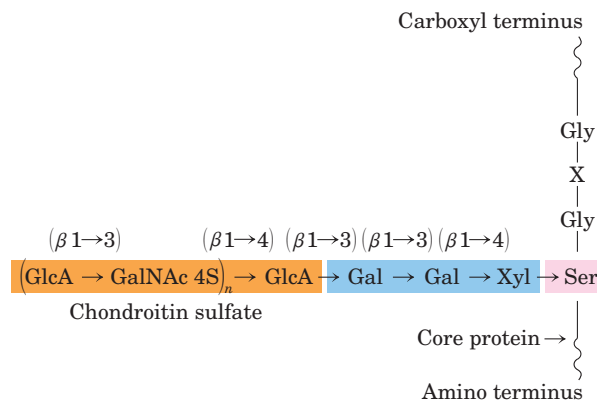 Carboxyl terminus
Gly
X
Gly
(β1→3) (β1→4) (β1→3) (β1→3) (β1→4)
(GlcA → GalNAc 4S)n → GlcA → Gal → Gal → Xyl → Ser
Chondroitin sulfate
Core protein →
Amino terminus